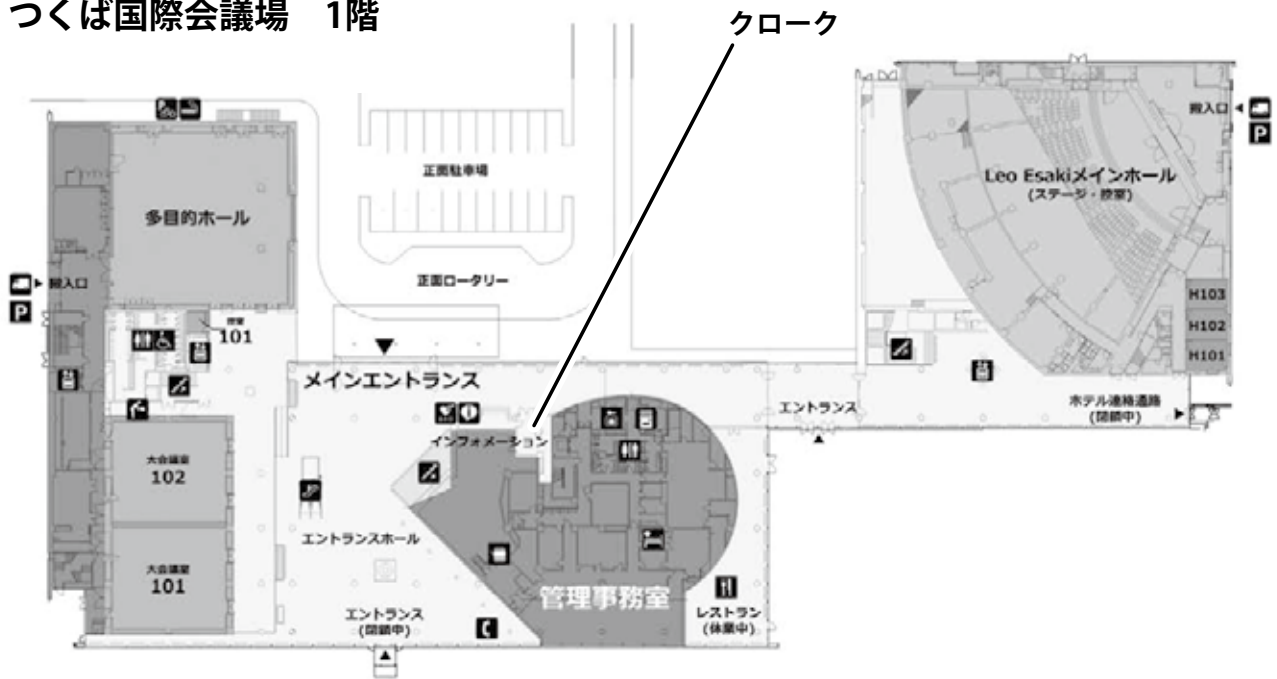 つくば国際会議場　1階
クローク
搬入口
P
正面駐車場
Leo Esakiメインホール
(ステージ・控室)
多目的ホール
正面ロータリー
搬入口
P
H103
控室
101
H102
H101
メインエントランス
エントランス
ホテル連絡通路
(閉鎖中)
インフォメーション
大会議室
102
エントランスホール
大会議室
101
管理事務室
エントランス
(閉鎖中)
レストラン
(休業中)